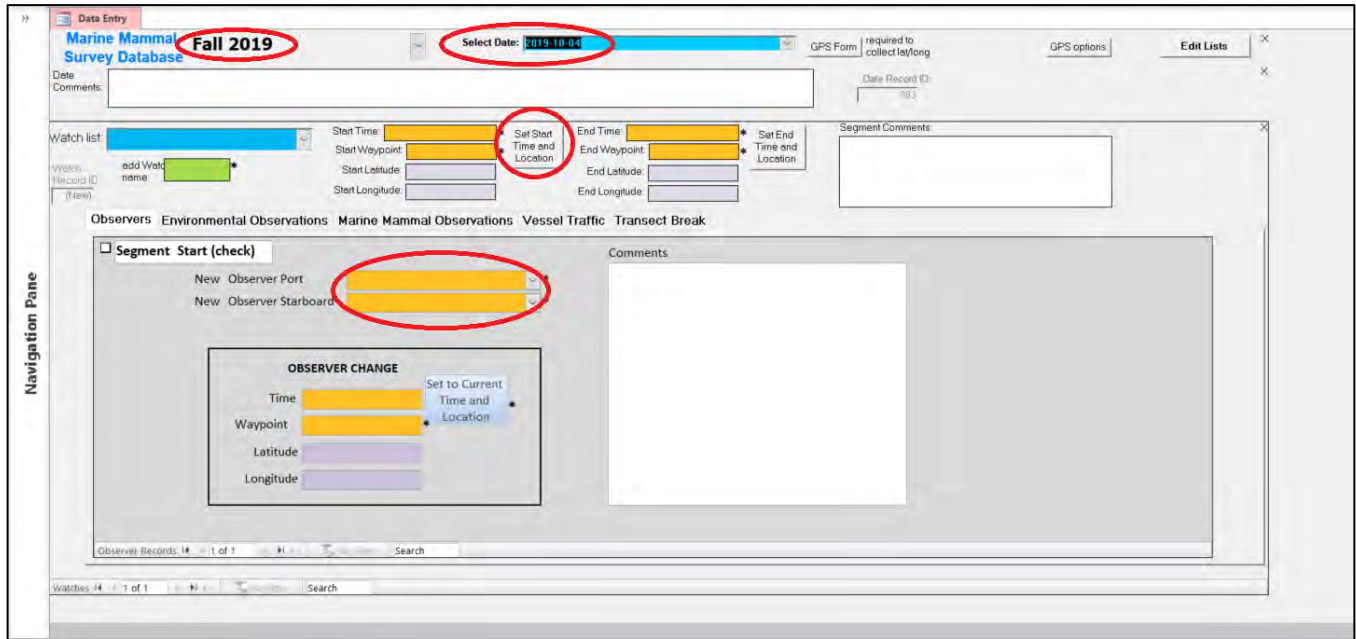 Data Entry
Marine Mammal
Survey Database
Fall 2019
Select Date: 2019-10-04
GPS Form
required to
collect lat/long
GPS options
Edit Lists
Date
Comments:
Date Record ID:
Watch list
Start Time:
*
Start Waypoint:
*
Start Latitude:
Start Longitude:
Set Start
Time and
Location
End Time:
*
End Waypoint:
*
End Latitude:
End Longitude:
Set End
Time and
Location
Segment Comments
Watch
Record ID
(New)
add Watc
name:
*
Observers Environmental Observations Marine Mammal Observations Vessel Traffic Transect Break
Segment Start (check)
Comments
New Observer Port
*
New Observer Starboard
*
OBSERVER CHANGE
Time
Set to Current
Time and
Location
*
Waypoint
*
Latitude
Longitude
Observer Records 1 of 1 Search
Watches 1 of 1 Search
Navigation Pane